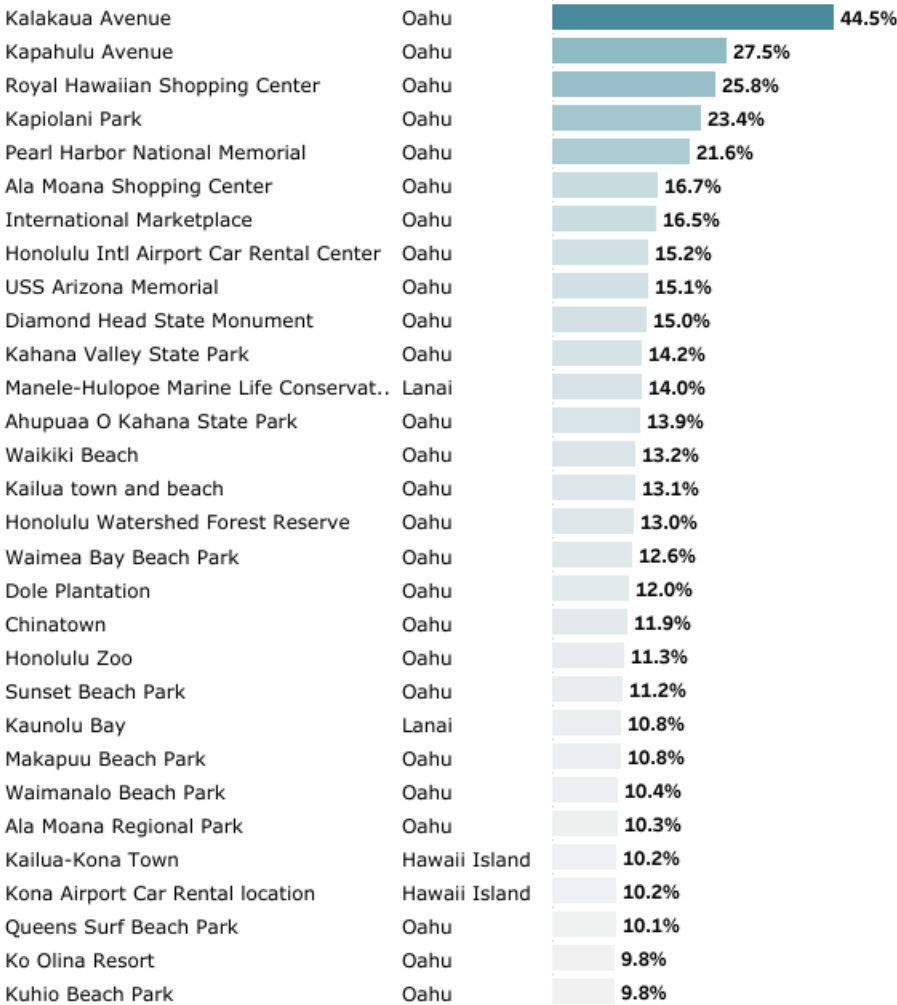 Kalakaua Avenue Oahu 44.5%
Kapahulu Avenue Oahu 27.5%
Royal Hawaiian Shopping Center Oahu 25.8%
Kapiolani Park Oahu 23.4%
Pearl Harbor National Memorial Oahu 21.6%
Ala Moana Shopping Center Oahu 16.7%
International Marketplace Oahu 16.5%
Honolulu Intl Airport Car Rental Center Oahu 15.2%
USS Arizona Memorial Oahu 15.1%
Diamond Head State Monument Oahu 15.0%
Kahana Valley State Park Oahu 14.2%
Manele-Hulopoe Marine Life Conservat.. Lanai 14.0%
Ahupuaa O Kahana State Park Oahu 13.9%
Waikiki Beach Oahu 13.2%
Kailua town and beach Oahu 13.1%
Honolulu Watershed Forest Reserve Oahu 13.0%
Waimea Bay Beach Park Oahu 12.6%
Dole Plantation Oahu 12.0%
Chinatown Oahu 11.9%
Honolulu Zoo Oahu 11.3%
Sunset Beach Park Oahu 11.2%
Kaunolu Bay Lanai 10.8%
Makapuu Beach Park Oahu 10.8%
Waimanalo Beach Park Oahu 10.4%
Ala Moana Regional Park Oahu 10.3%
Kailua-Kona Town Hawaii Island 10.2%
Kona Airport Car Rental location Hawaii Island 10.2%
Queens Surf Beach Park Oahu 10.1%
Ko Olina Resort Oahu 9.8%
Kuhio Beach Park Oahu 9.8%